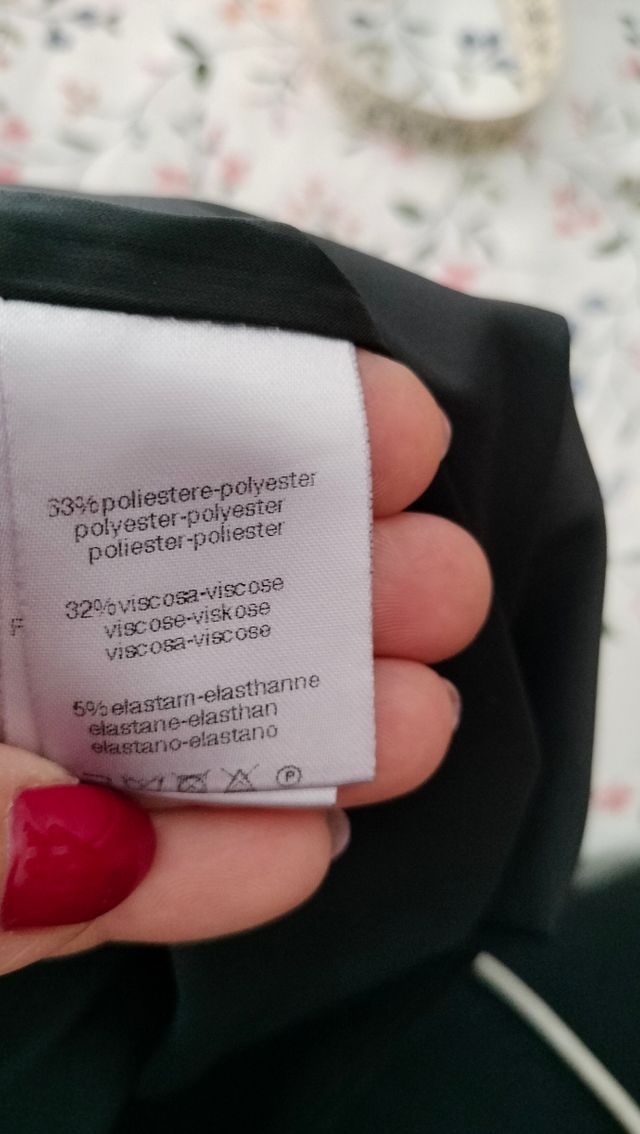 63%poliestere-polyester
polyester-polyester
poliester-poliester
32%viscosa-viscose
viscose-viskose
viscosa-viscose
5%elastam-elasthanne
elastane-elasthan
elastano-elastano
F
P